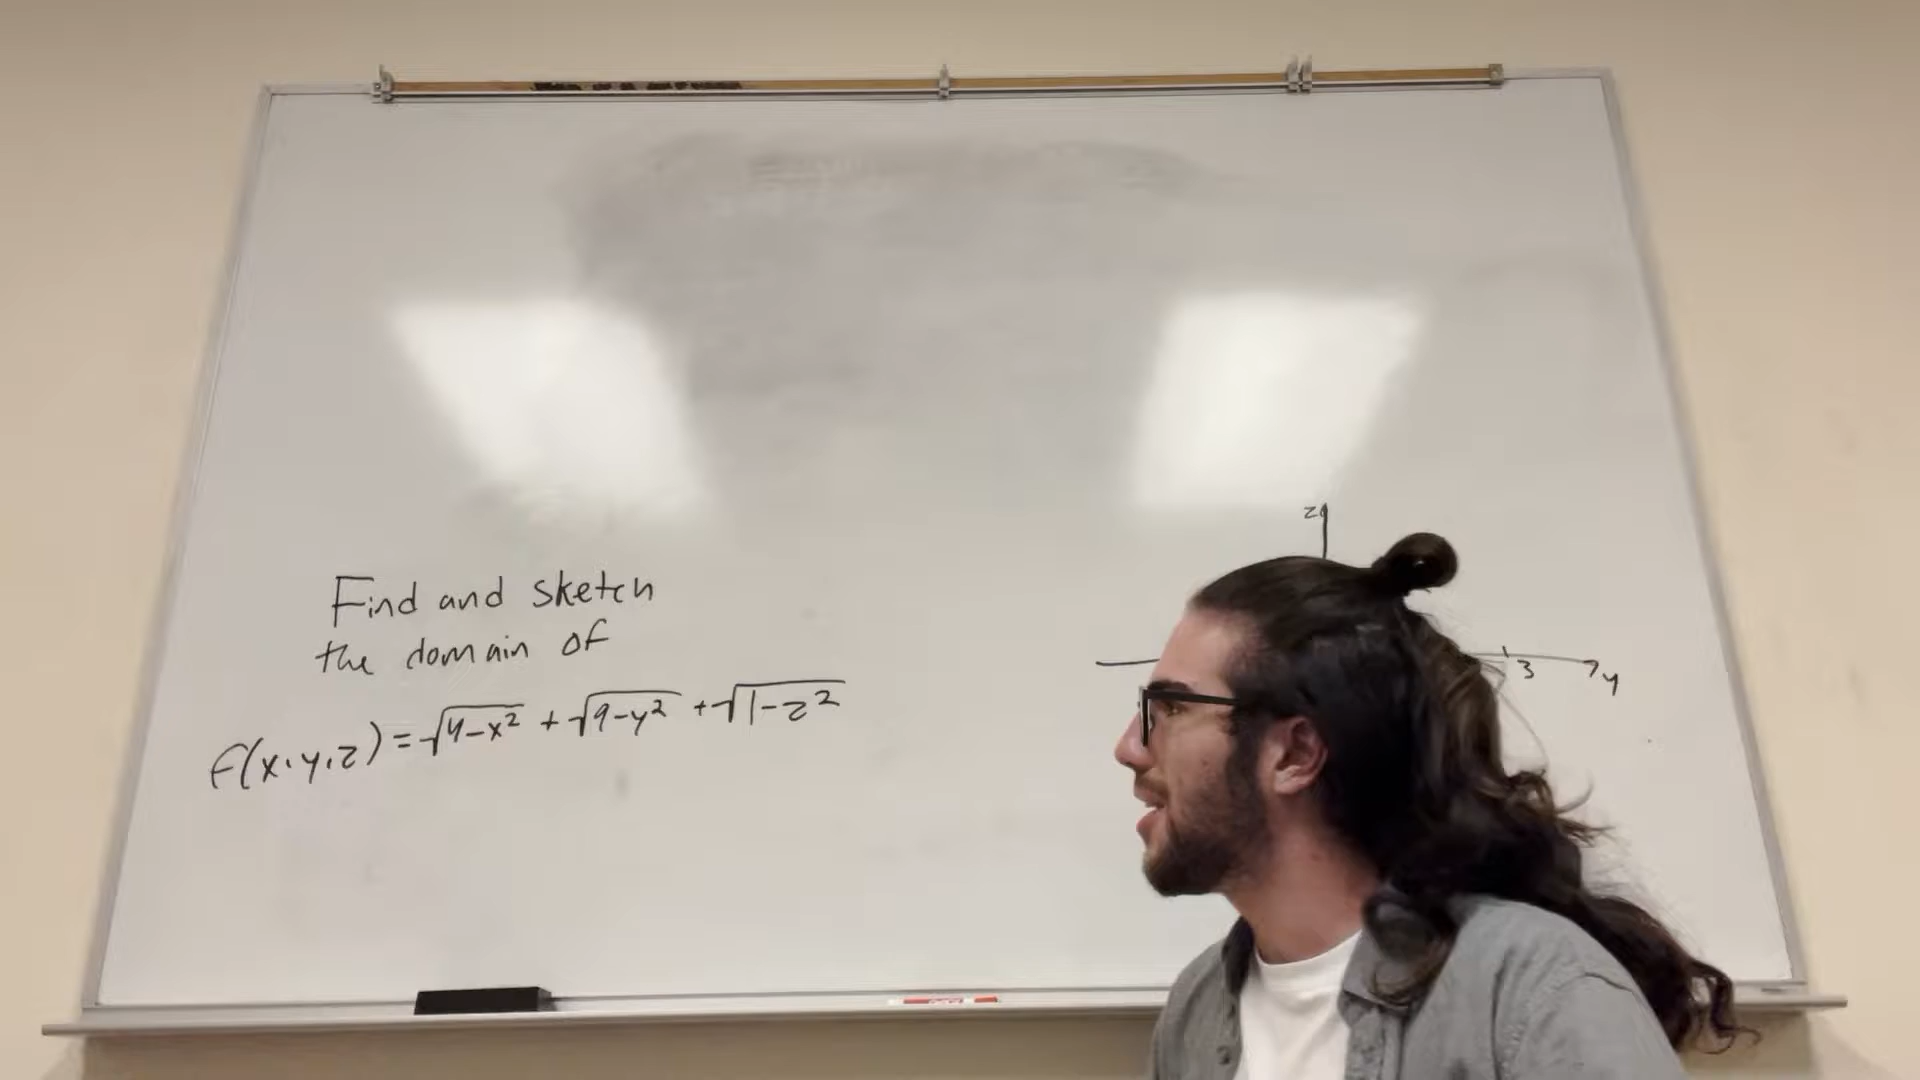 Find and sketch
the domain of
f(x,y,z) = √4-x² + √9-y² + √1-z²
z
3
y